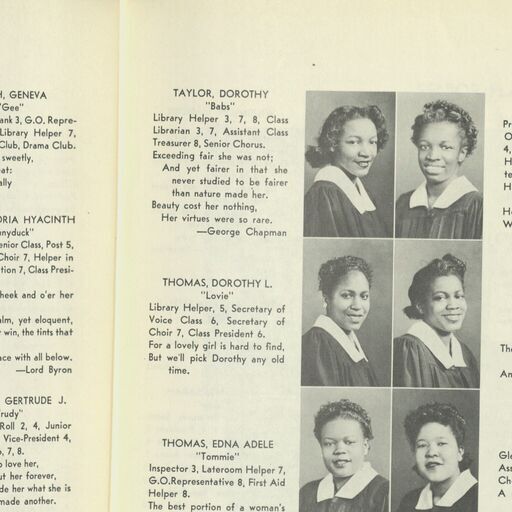 H, GENEVA
"Gee"
ank 3, G.O. Repre-
Library Helper 7,
Club, Drama Club.
sweetly,
eat:
ally
ORIA HYACINTH
nnyduck"
enior Class, Post 5,
Choir 7, Helper in
tion 7, Class Presi-
heek and o'er her
alm, yet eloquent,
win, the tints that
ace with all below.
—Lord Byron
GERTRUDE J.
rudy"
Roll 2, 4, Junior
Vice-President 4,
, 7, 8.
o love her,
ut her forever,
de her what she is
made another.
TAYLOR, DOROTHY
"Babs"
Library Helper 3, 7, 8, Class
Librarian 3, 7, Assistant Class
Treasurer 8, Senior Chorus.
Exceeding fair she was not;
And yet fairer in that she
never studied to be fairer
than nature made her.
Beauty cost her nothing,
Her virtues were so rare.
—George Chapman
THOMAS, DOROTHY L.
"Lovie"
Library Helper, 5, Secretary of
Voice Class 6, Secretary of
Choir 7, Class President 6.
For a lovely girl is hard to find,
But we'll pick Dorothy any old
time.
THOMAS, EDNA ADELE
"Tommie"
Inspector 3, Lateroom Helper 7,
G.O.Representative 8, First Aid
Helper 8.
The best portion of a woman's
Pr
O
4,
H
te
H
H
W
Th
An
Gle
Ass
Ch
A